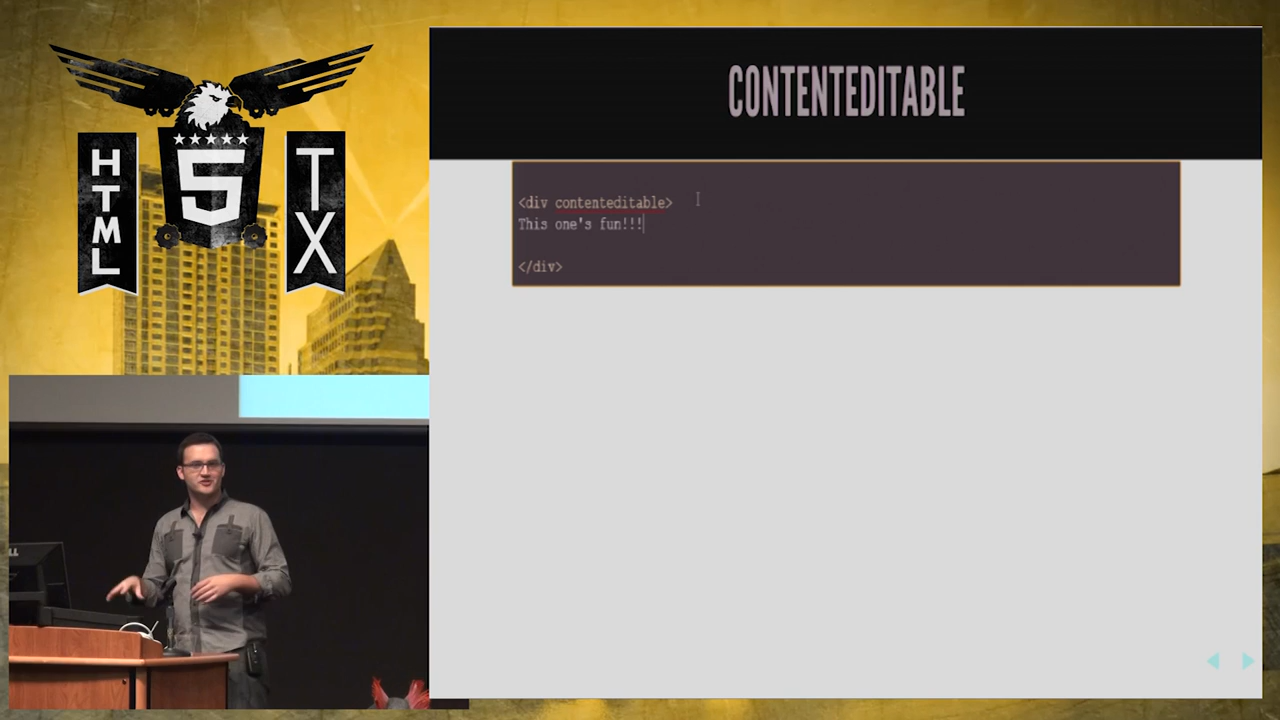 HTML
5
TX
CONTENTEDITABLE
<div contenteditable>
This one's fun!!!
</div>